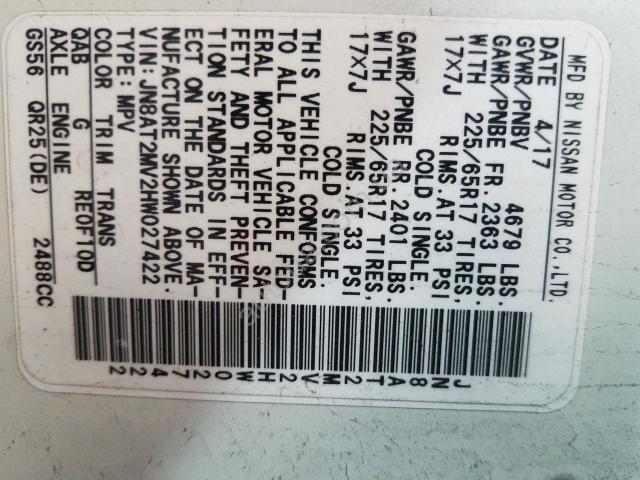 MFD BY NISSAN MOTOR CO.,LTD.
DATE 4/17
GVWR/PNBV 4679 LBS.
GAWR/PNBE FR. 2363 LBS.
WITH 225/65R17 TIRES,
17X7J RIMS.AT 33 PSI
COLD SINGLE.
GAWR/PNBE RR. 2401 LBS.
WITH 225/65R17 TIRES,
17X7J RIMS.AT 33 PSI
COLD SINGLE.
THIS VEHICLE CONFORMS
TO ALL APPLICABLE FED-
ERAL MOTOR VEHICLE SA-
FETY AND THEFT PREVEN-
TION STANDARDS IN EFF-
ECT ON THE DATE OF MA-
NUFACTURE SHOWN ABOVE.
VIN: JN8AT2MV2HW027422
TYPE: MPV
COLOR TRIM TRANS
QAB G RE0F10D
AXLE ENGINE
GS56 QR25(DE) 2488CC
JN8AT2MV2HW027422